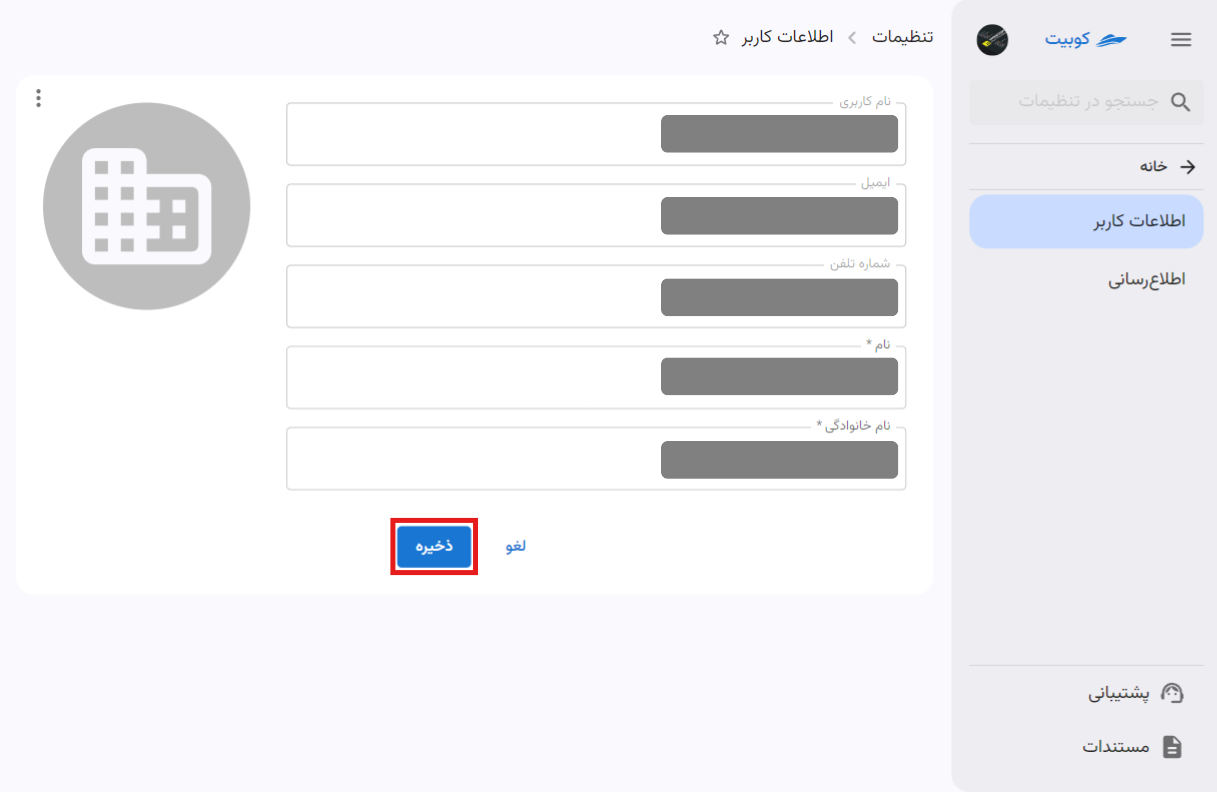 کوبیت
جستجو در تنظیمات
خانه
اطلاعات کاربر
اطلاع‌رسانی
پشتیبانی
مستندات
تنظیمات
اطلاعات کاربر
نام کاربری
ایمیل
شماره تلفن
نام *
نام خانوادگی *
لغو
ذخیره